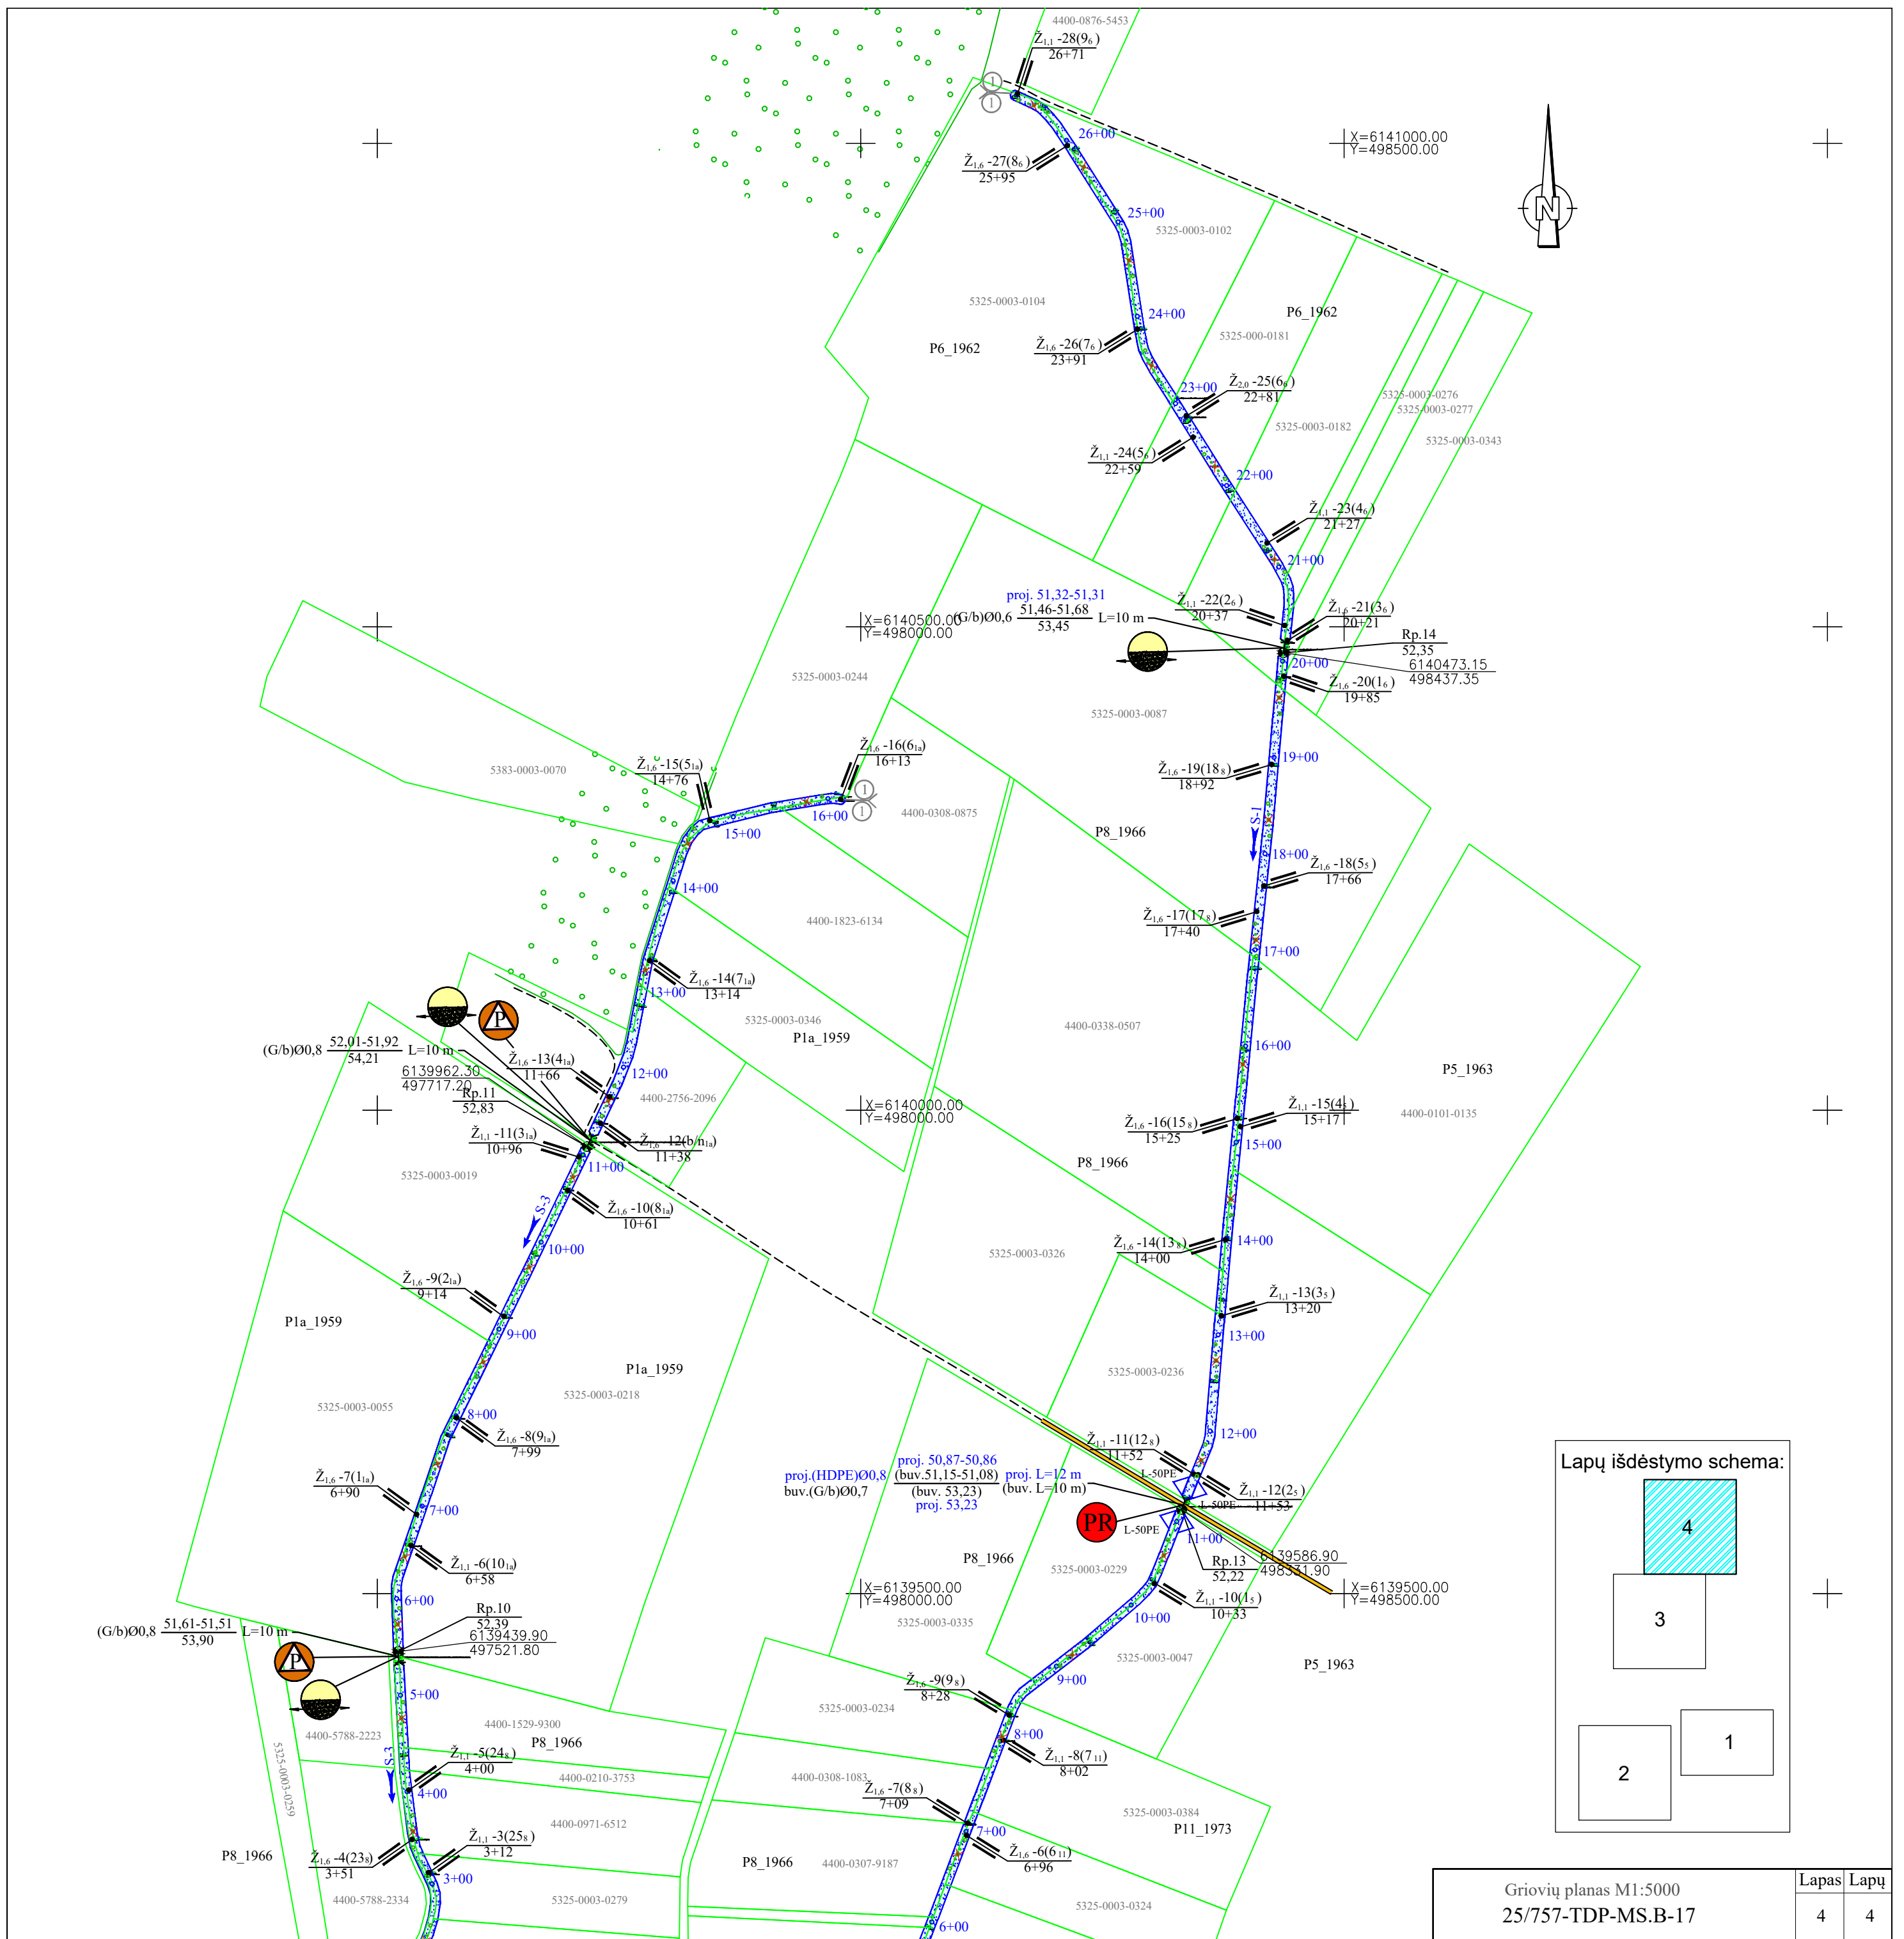 4400-0876-5453
Ž1,1 -28(96)
26+71
1
1
26+00
X=6141000.00
Y=498500.00
Ž1,6 -27(86)
25+95
N
25+00
5325-0003-0102
5325-0003-0104
24+00
P6_1962
5325-000-0181
Ž1,6 -26(76)
23+91
P6_1962
23+00
Ž2,0 -25(66)
22+81
5325-0003-0276
5325-0003-0277
5325-0003-0182
5325-0003-0343
Ž1,1 -24(56)
22+59
22+00
Ž1,1 -23(46)
21+27
21+00
proj. 51,32-51,31
(G/b)Ø0,6 51,46-51,68 L=10 m
53,45
Ž1,1 -22(26)
20+37
Ž1,6 -21(36)
20+21
X=6140500.00
Y=498000.00
Rp.14
52,35
20+00
6140473.15
498437.35
5325-0003-0244
Ž1,6 -20(16)
19+85
5325-0003-0087
Ž1,6 -16(61a)
16+13
Ž1,6 -15(51a)
14+76
5383-0003-0070
Ž1,6 -19(188)
18+92
19+00
1
1
16+00
15+00
4400-0308-0875
S-1
P8_1966
18+00
Ž1,6 -18(55)
17+66
14+00
4400-1823-6134
Ž1,6 -17(178)
17+40
17+00
Ž1,6 -14(71a)
13+14
13+00
P
5325-0003-0346
P1a_1959
4400-0338-0507
16+00
(G/b)Ø0,8 52,01-51,92 L=10 m
54,21
Ž1,6 -13(41a)
11+66
12+00
6139962.30
497717.20
P5_1963
Rp.11
52,83
4400-2756-2096
X=6140000.00
Y=498000.00
Ž1,1 -15(45)
15+17
4400-0101-0135
Ž1,6 -16(158)
15+25
15+00
Ž1,1 -11(31a)
10+96
Ž1,6 -12(b/n1a)
11+38
11+00
P8_1966
5325-0003-0019
Ž1,6 -10(81a)
10+61
S-3
10+00
5325-0003-0326
Ž1,6 -14(138)
14+00
14+00
Ž1,6 -9(21a)
9+14
Ž1,1 -13(35)
13+20
P1a_1959
9+00
13+00
P1a_1959
5325-0003-0218
5325-0003-0236
5325-0003-0055
8+00
Ž1,6 -8(91a)
7+99
12+00
Ž1,1 -11(128)
11+52
proj. 50,87-50,86
proj.(HDPE)Ø0,8 (buv.51,15-51,08) proj. L=12 m
buv.(G/b)Ø0,7 (buv. 53,23) (buv. L=10 m)
proj. 53,23
L-50PE
Ž1,1 -12(25)
11+53
L-50PE
Ž1,6 -7(11a)
6+90
7+00
PR
L-50PE
11+00
Ž1,1 -6(101a)
6+58
P8_1966
5325-0003-0229
Rp.13
52,22
6139586.90
498331.90
X=6139500.00
Y=498000.00
X=6139500.00
Y=498500.00
6+00
Ž1,1 -10(15)
10+33
10+00
Rp.10
52,39
5325-0003-0335
(G/b)Ø0,8 51,61-51,51 L=10 m
53,90
6139439.90
497521.80
P
5325-0003-0047
P5_1963
5+00
Ž1,6 -9(98)
8+28
9+00
5325-0003-0234
4400-5788-2223
4400-1529-9300
P8_1966
8+00
5325-0003-0259
S-3
Ž1,1 -5(248)
4+00
Ž1,1 -8(711)
8+02
4400-0210-3753
4400-0308-1083
4+00
Ž1,6 -7(88)
7+09
4400-0971-6512
5325-0003-0384
P11_1973
7+00
Ž1,1 -3(258)
3+12
P8_1966
Ž1,6 -4(238)
3+51
P8_1966
4400-0307-9187
Ž1,1 -6(611)
6+96
3+00
4400-5788-2334
5325-0003-0279
5325-0003-0324
6+00
Lapų išdėstymo schema:
4
3
1
2
Griovių planas M1:5000
25/757-TDP-MS.B-17
Lapas Lapų
4 4